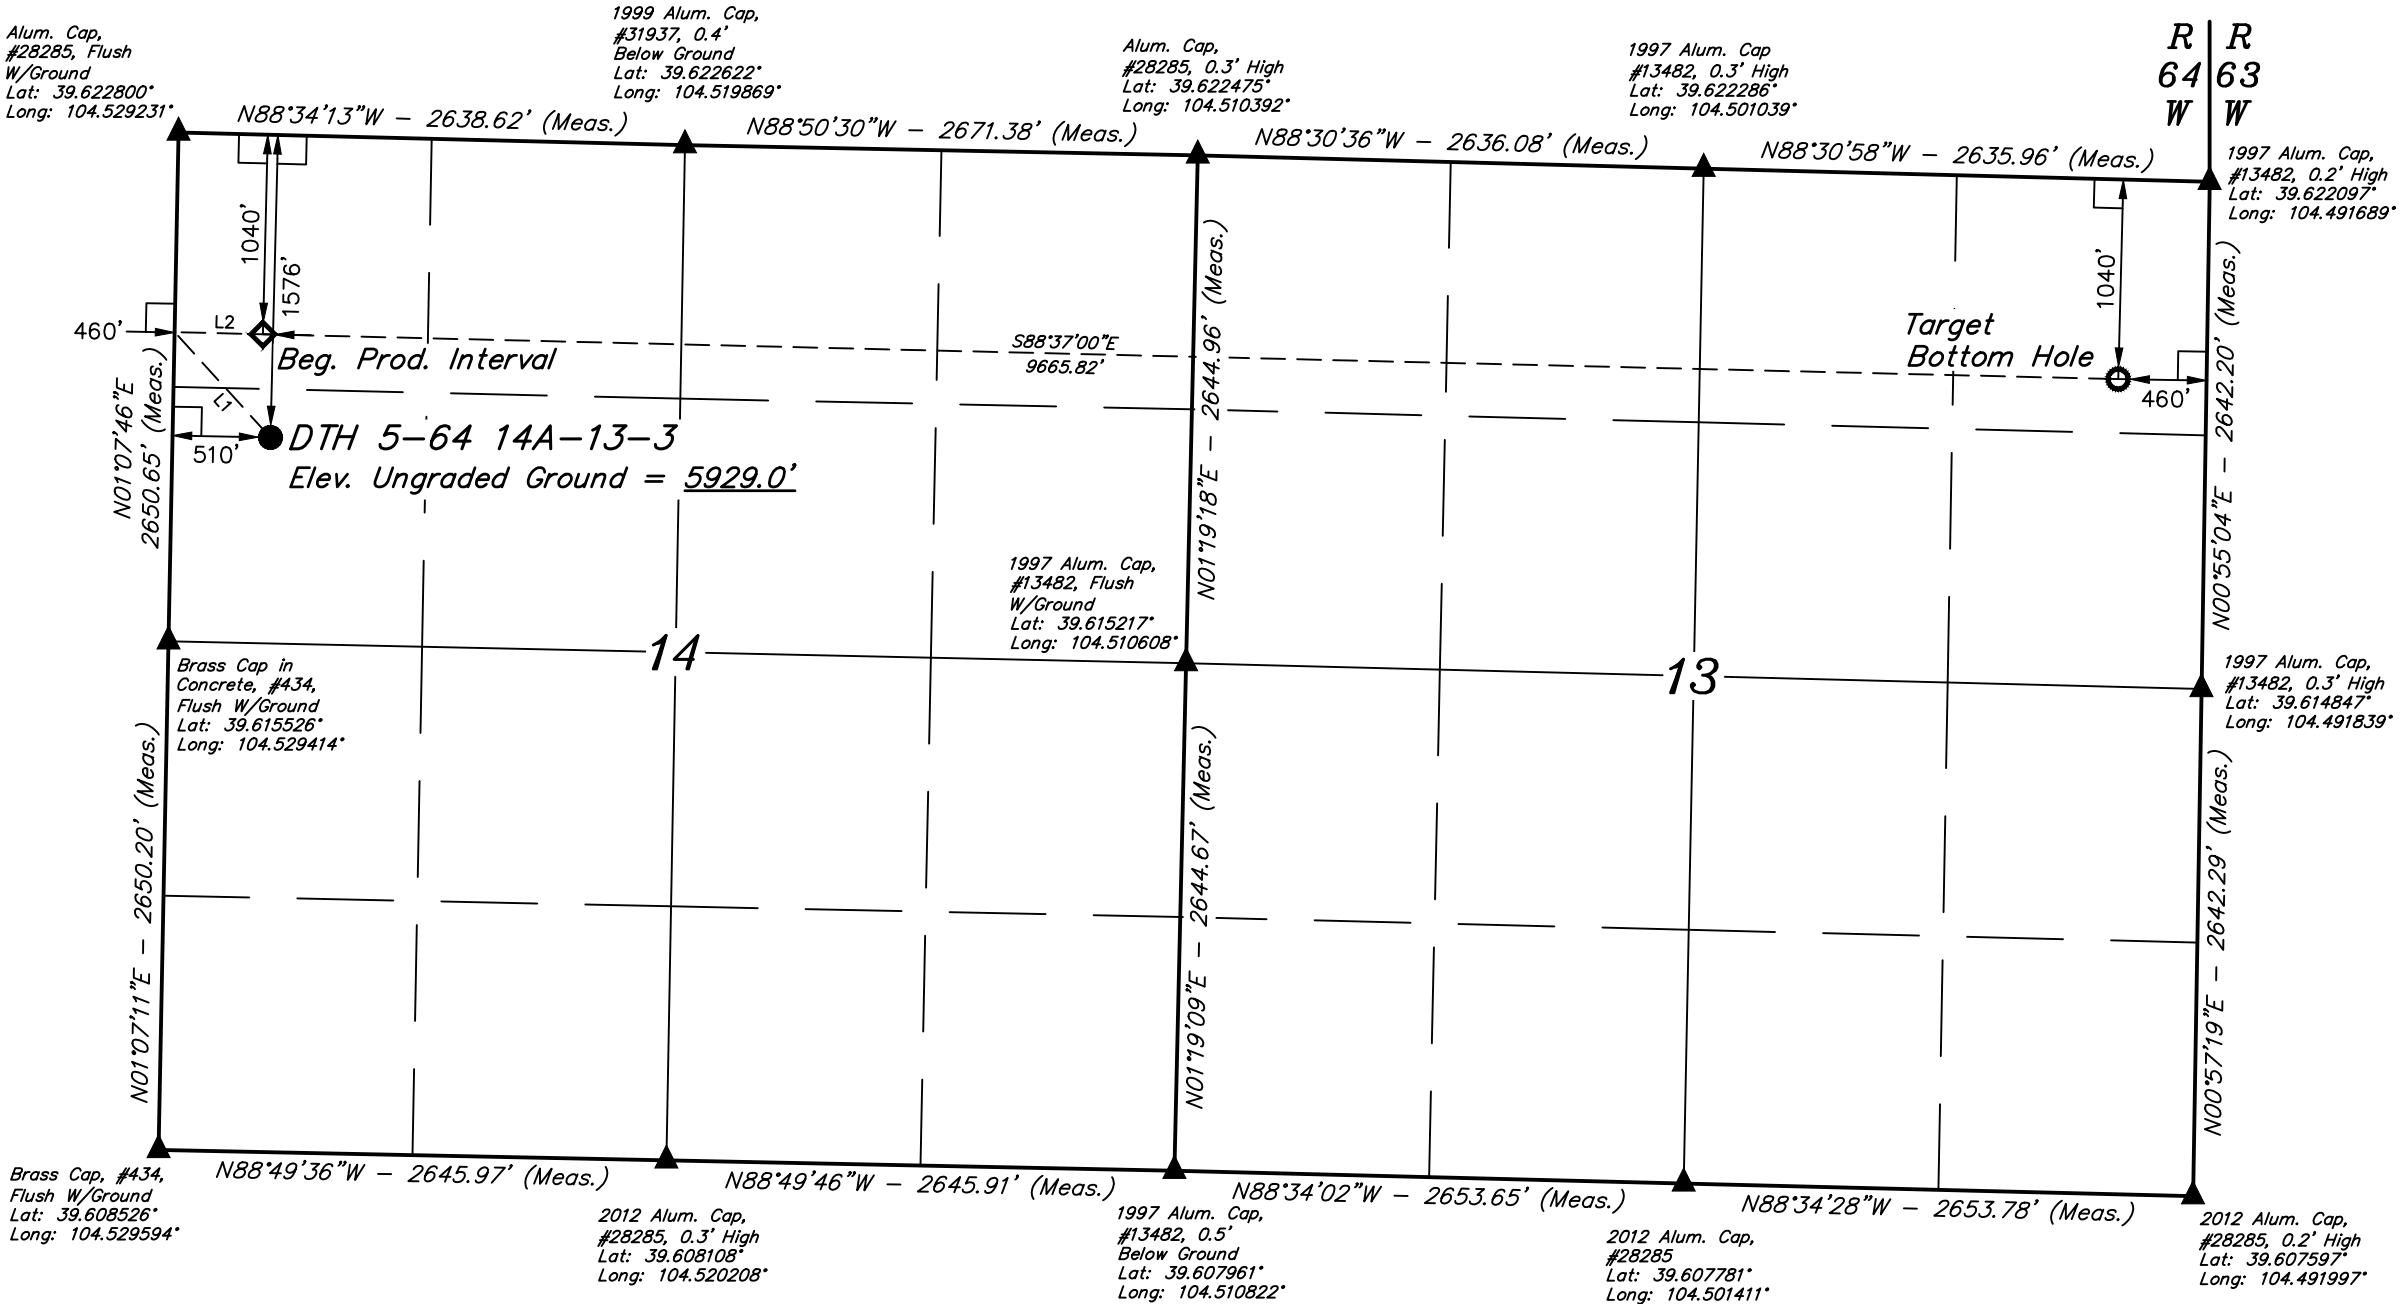 Alum. Cap,
#28285, Flush
W/Ground
Lat: 39.622800°
Long: 104.529231°
1999 Alum. Cap,
#31937, 0.4'
Below Ground
Lat: 39.622622°
Long: 104.519869°
Alum. Cap,
#28285, 0.3' High
Lat: 39.622475°
Long: 104.510392°
1997 Alum. Cap
#13482, 0.3' High
Lat: 39.622286°
Long: 104.501039°
R R
64 63
W W
1997 Alum. Cap,
#13482, 0.2' High
Lat: 39.622097°
Long: 104.491689°
N88°34'13"W - 2638.62' (Meas.)
N88°50'30"W - 2671.38' (Meas.)
N88°30'36"W - 2636.08' (Meas.)
N88°30'58"W - 2635.96' (Meas.)
1040'
1576'
460'
L2
Beg. Prod. Interval
L1
510'
DTH 5-64 14A-13-3
Elev. Ungraded Ground = 5929.0'
S88°37'00"E
9665.82'
Target
Bottom Hole
1040'
460'
N01°07'46"E
2650.65' (Meas.)
N01°19'18"E - 2644.96' (Meas.)
N00°55'04"E - 2642.20' (Meas.)
1997 Alum. Cap,
#13482, Flush
W/Ground
Lat: 39.615217°
Long: 104.510608°
14
13
Brass Cap in
Concrete, #434,
Flush W/Ground
Lat: 39.615526°
Long: 104.529414°
1997 Alum. Cap,
#13482, 0.3' High
Lat: 39.614847°
Long: 104.491839°
N01°07'11"E - 2650.20' (Meas.)
N01°19'09"E - 2644.67' (Meas.)
N00°57'19"E - 2642.29' (Meas.)
N88°49'36"W - 2645.97' (Meas.)
N88°49'46"W - 2645.91' (Meas.)
N88°34'02"W - 2653.65' (Meas.)
N88°34'28"W - 2653.78' (Meas.)
Brass Cap, #434,
Flush W/Ground
Lat: 39.608526°
Long: 104.529594°
2012 Alum. Cap,
#28285, 0.3' High
Lat: 39.608108°
Long: 104.520208°
1997 Alum. Cap,
#13482, 0.5'
Below Ground
Lat: 39.607961°
Long: 104.510822°
2012 Alum. Cap,
#28285
Lat: 39.607781°
Long: 104.501411°
2012 Alum. Cap,
#28285, 0.2' High
Lat: 39.607597°
Long: 104.491997°